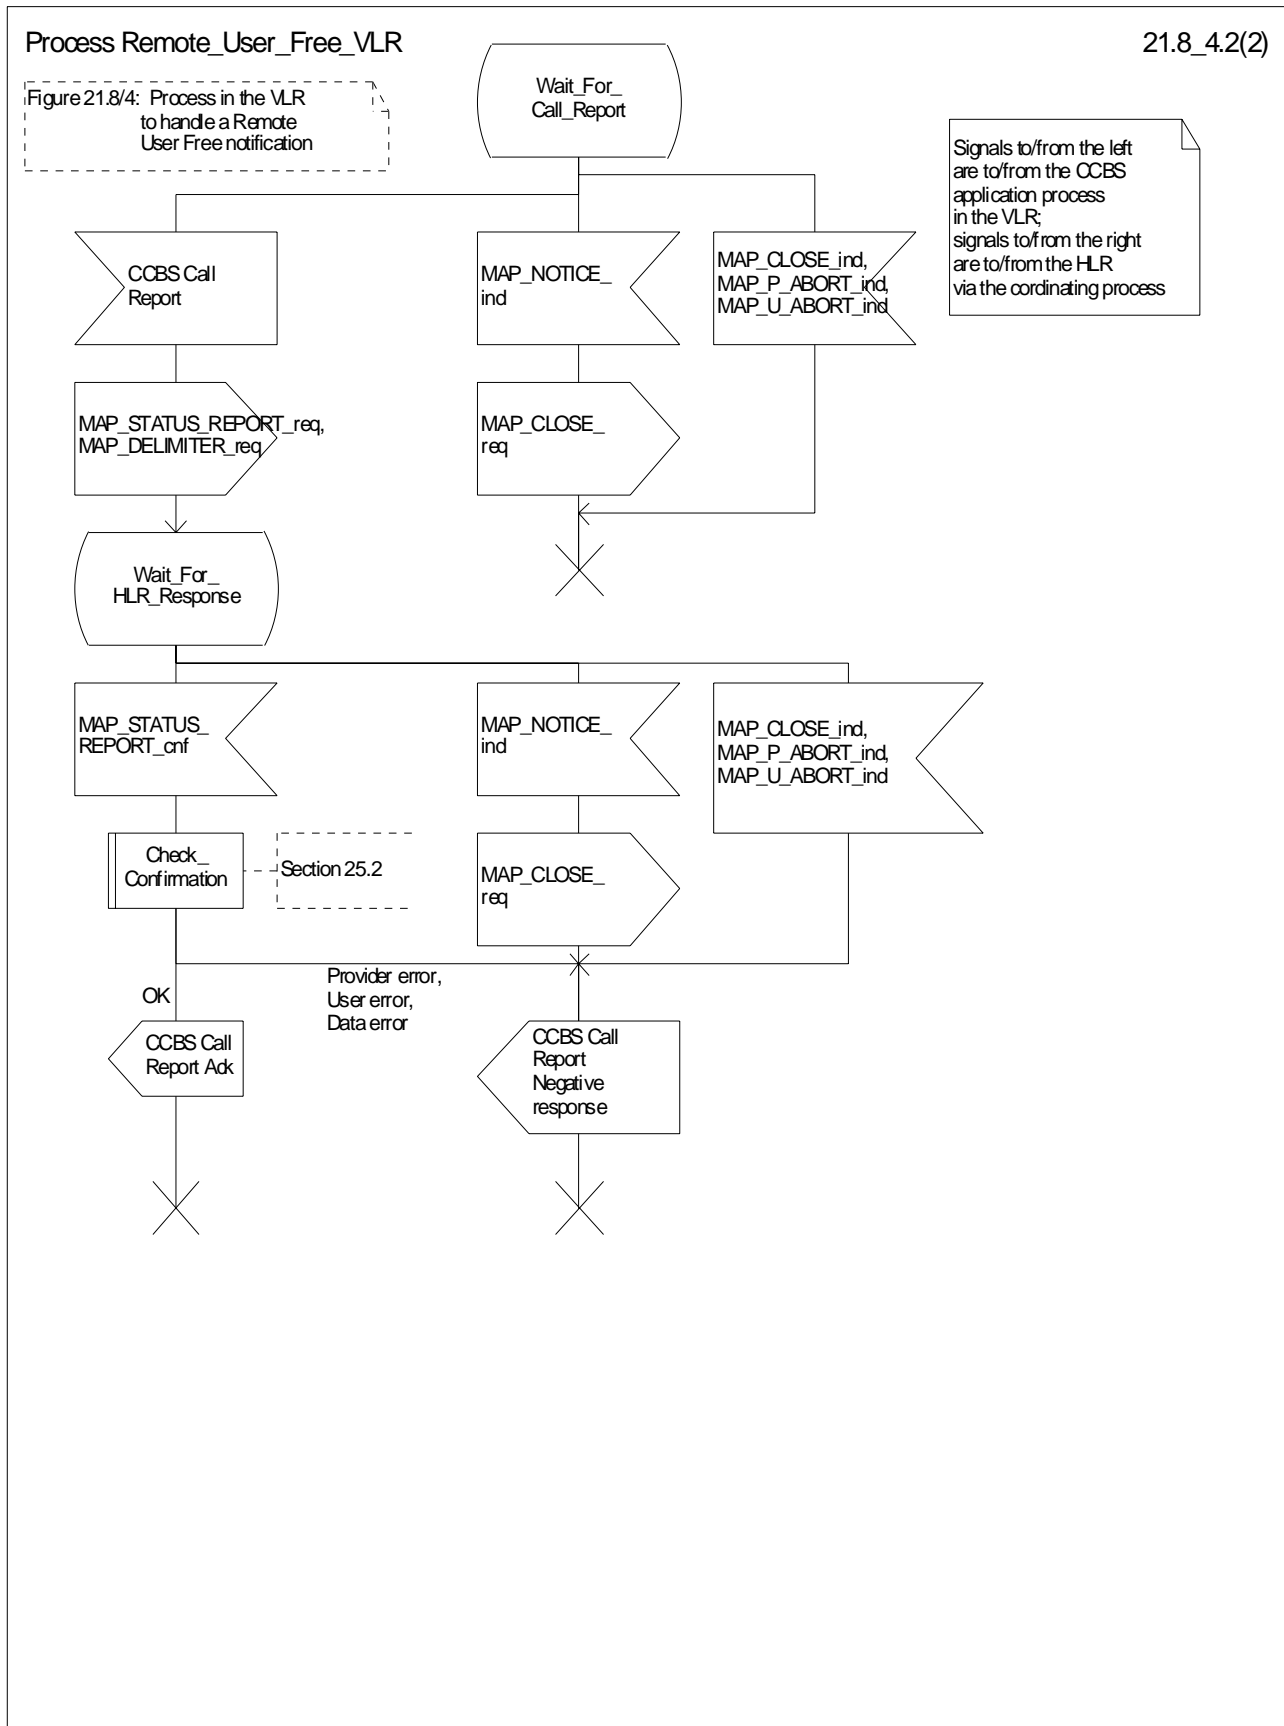 Process Remote_User_Free_VLR
21.8_4.2(2)
Figure 21.8/4: Process in the VLR
to handle a Remote
User Free notification
Wait_For_
Call_Report
Signals to/from the left
are to/from the CCBS
application process
in the VLR;
signals to/from the right
are to/from the HLR
via the cordinating process
CCBS Call
Report
MAP_NOTICE_
ind
MAP_CLOSE_ind,
MAP_P_ABORT_ind,
MAP_U_ABORT_ind
MAP_STATUS_REPORT_req,
MAP_DELIMITER_req
MAP_CLOSE_
req
Wait_For_
HLR_Response
MAP_STATUS_
REPORT_cnf
MAP_NOTICE_
ind
MAP_CLOSE_ind,
MAP_P_ABORT_ind,
MAP_U_ABORT_ind
Check_
Confirmation
Section 25.2
MAP_CLOSE_
req
Provider error,
User error,
Data error
OK
CCBS Call
Report Ack
CCBS Call
Report
Negative
response